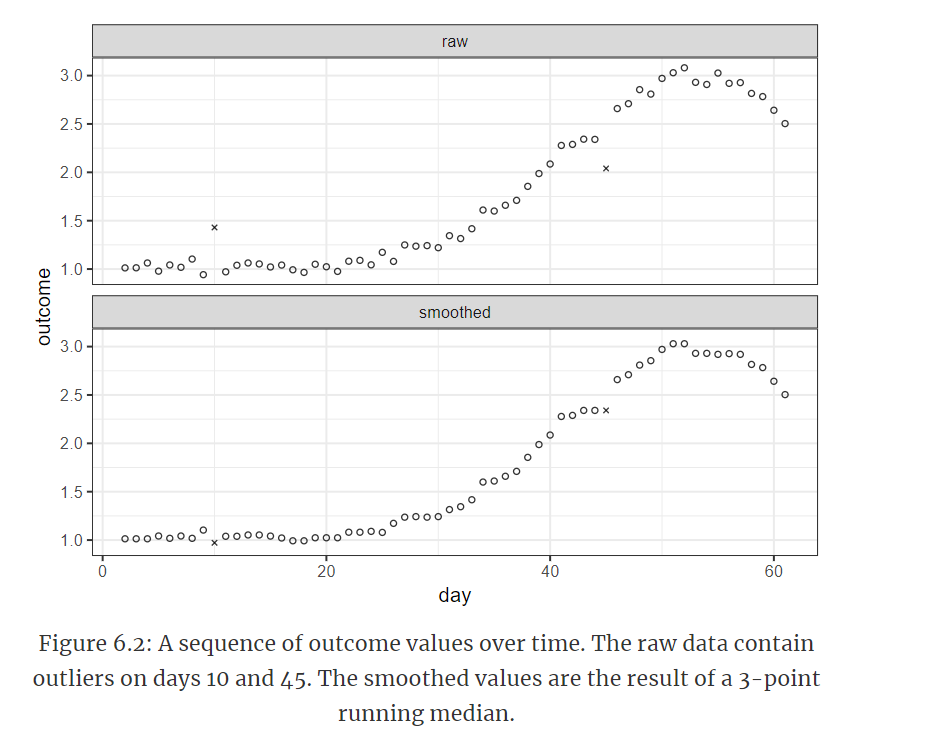 raw
3.0
2.5
2.0
1.5
1.0
outcome
smoothed
3.0
2.5
2.0
1.5
1.0
0 20 40 60
day
Figure 6.2: A sequence of outcome values over time. The raw data contain
outliers on days 10 and 45. The smoothed values are the result of a 3-point
running median.